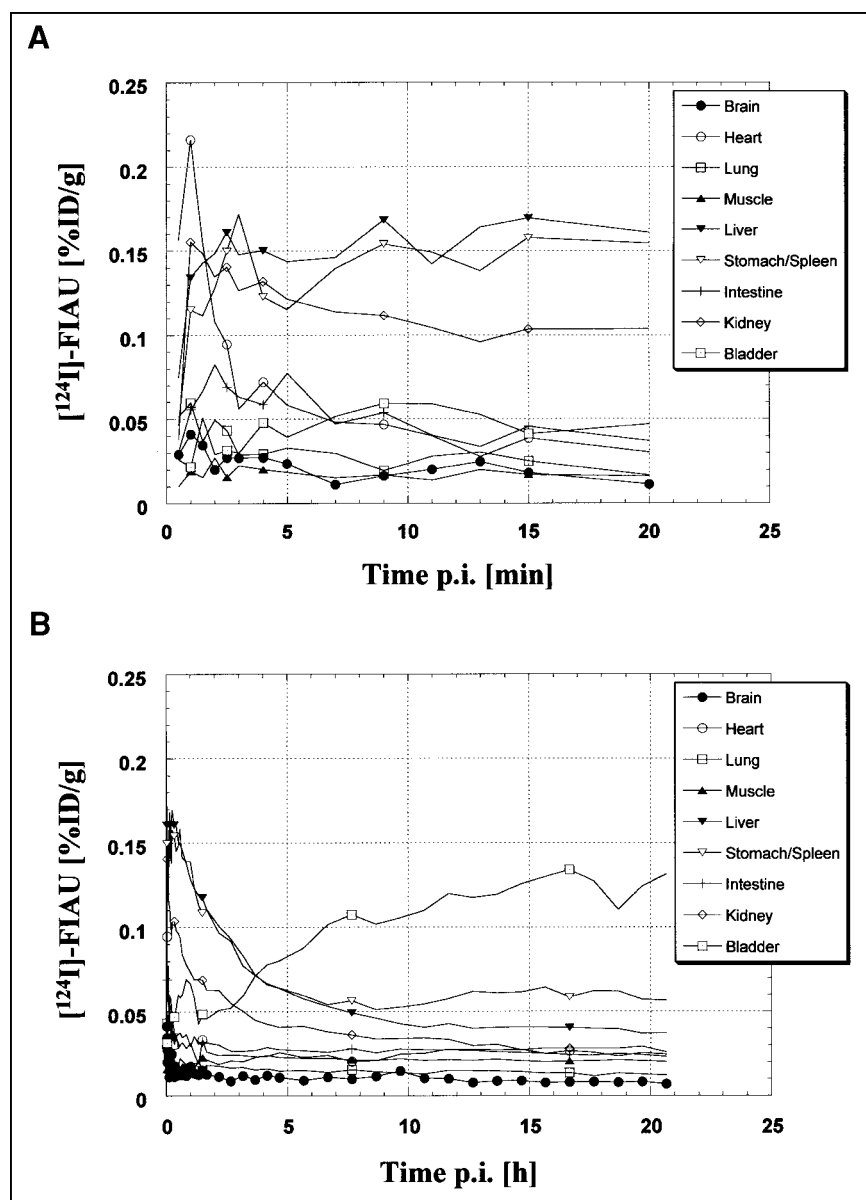 A
0.25
0.2
0.15
0.1
0.05
0
[¹²⁴I]-FIAU [%ID/g]
0
5
10
15
20
25
Time p.i. [min]
Brain
Heart
Lung
Muscle
Liver
Stomach/Spleen
Intestine
Kidney
Bladder
B
0.25
0.2
0.15
0.1
0.05
0
[¹²⁴I]-FIAU [%ID/g]
0
5
10
15
20
25
Time p.i. [h]
Brain
Heart
Lung
Muscle
Liver
Stomach/Spleen
Intestine
Kidney
Bladder